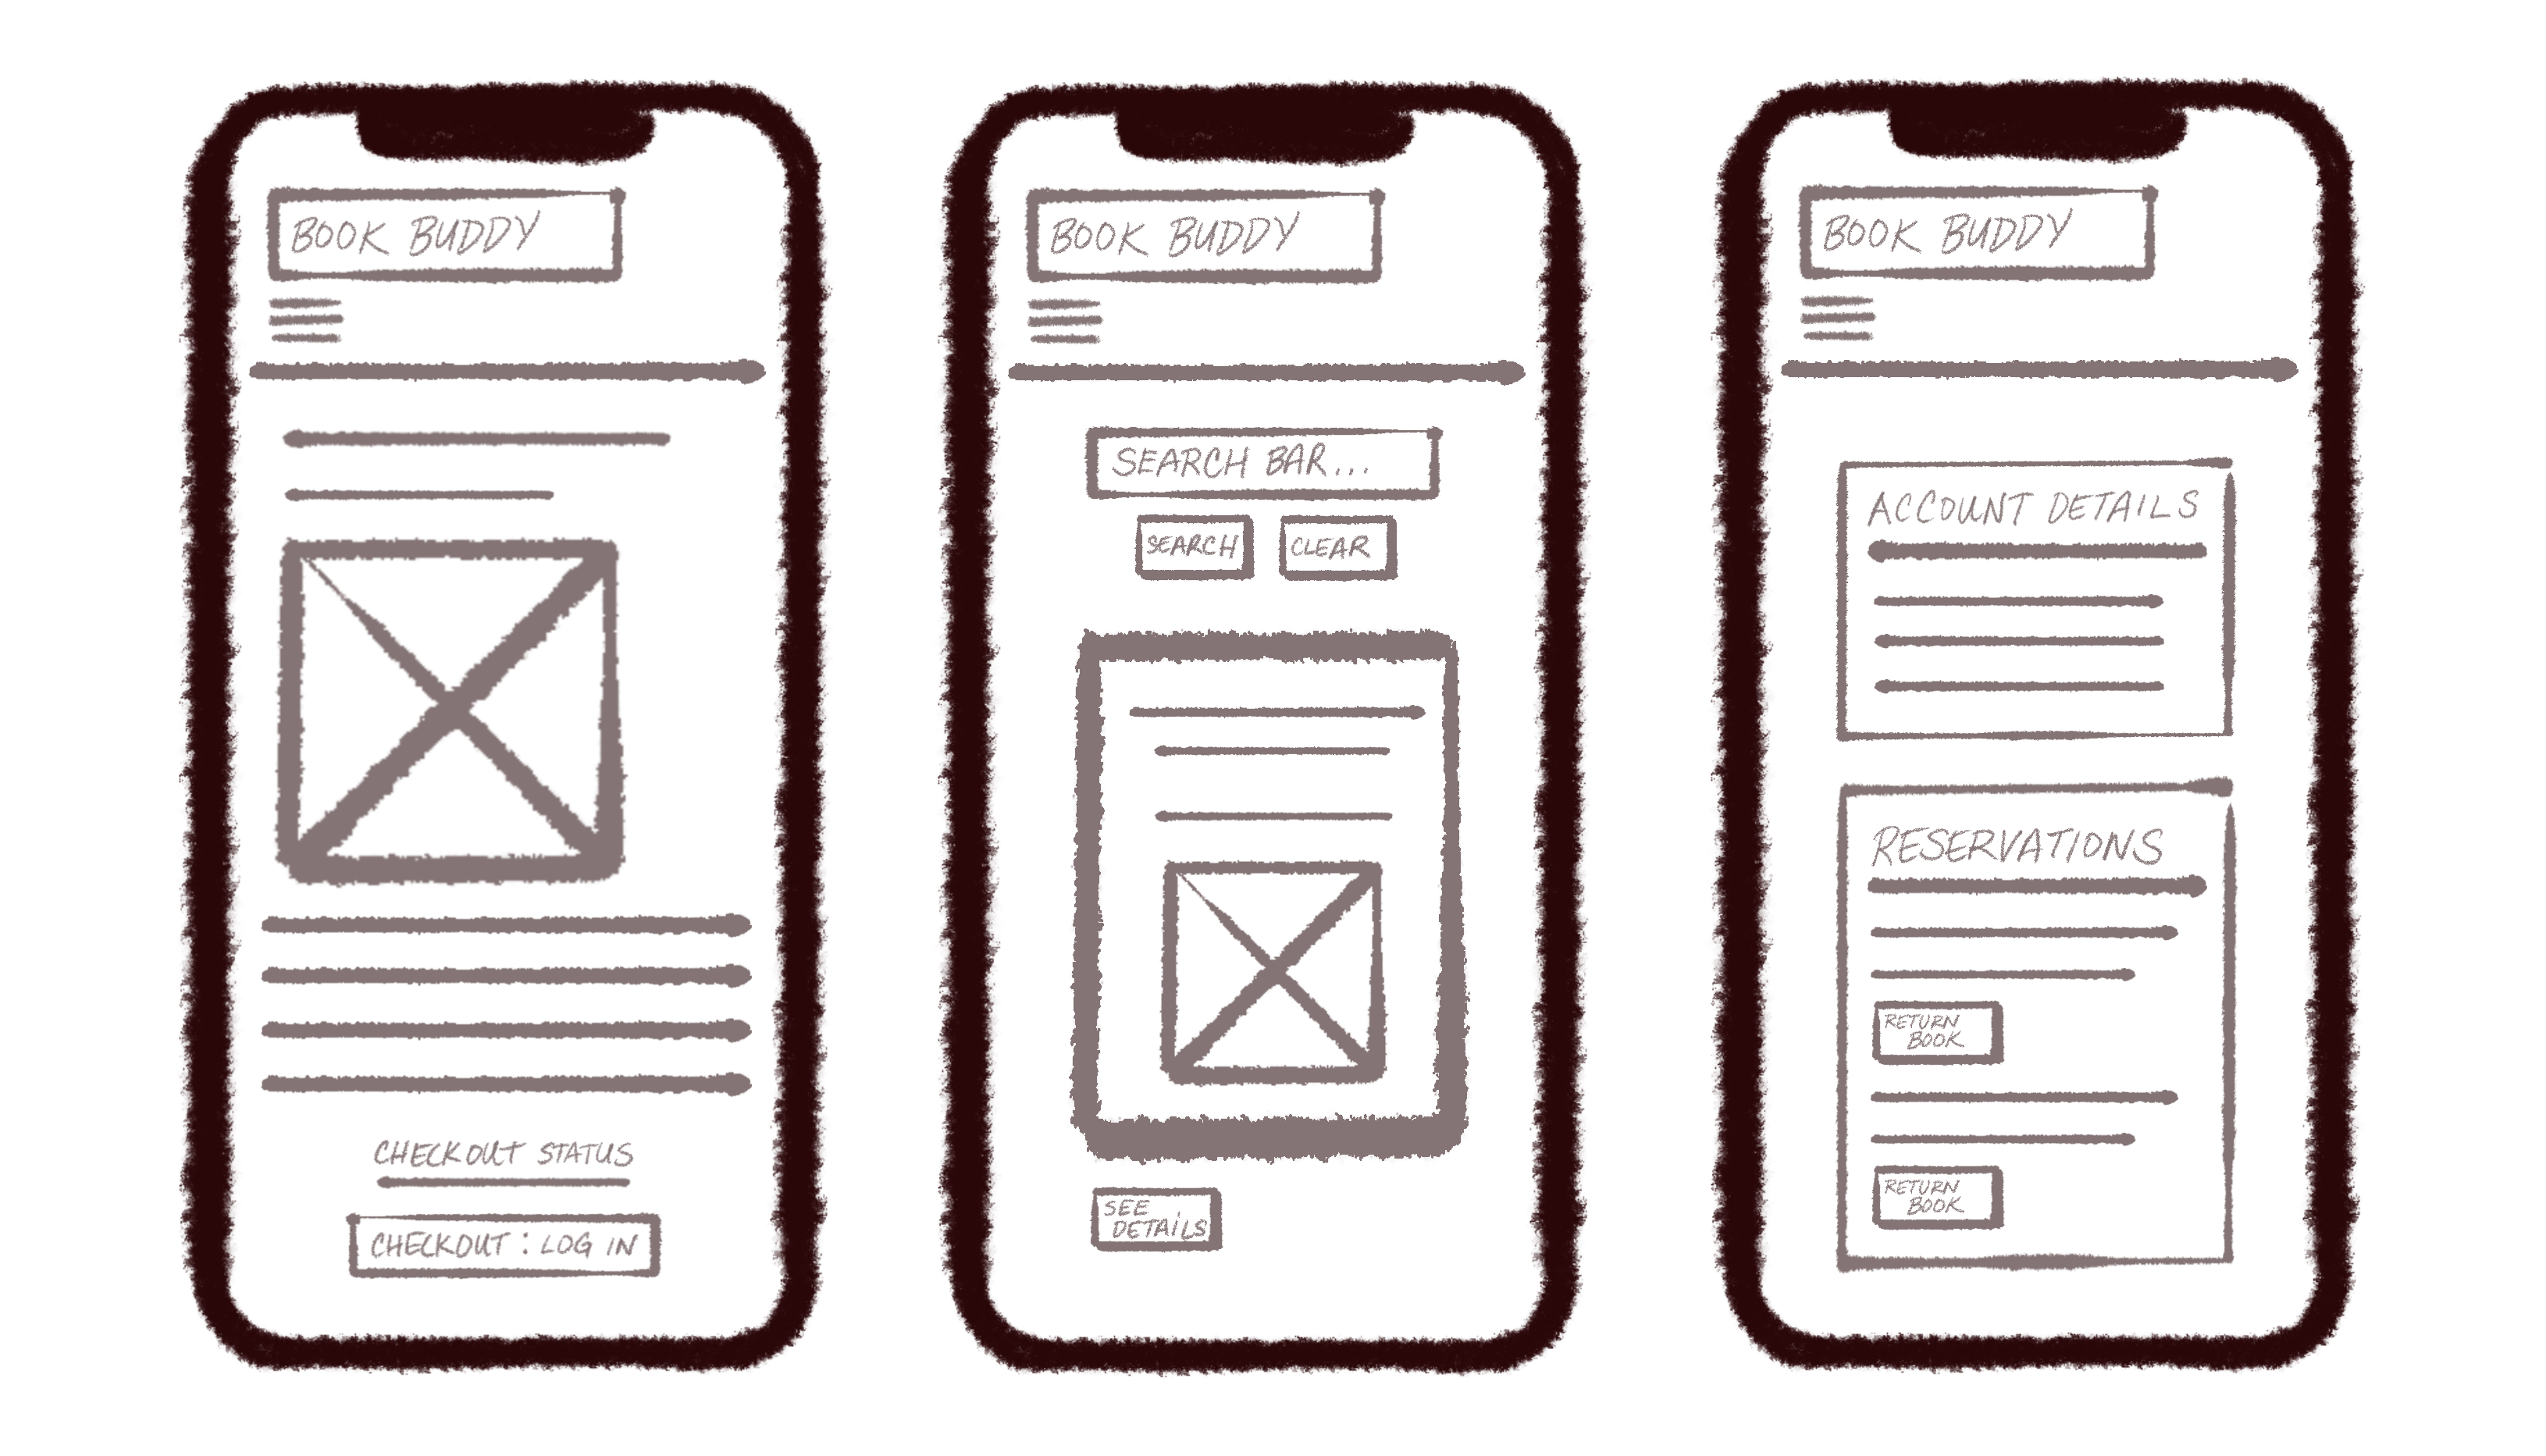 BOOK BUDDY
CHECKOUT STATUS
CHECKOUT : LOG IN
BOOK BUDDY
SEARCH BAR...
SEARCH
CLEAR
SEE
DETAILS
BOOK BUDDY
ACCOUNT DETAILS
RESERVATIONS
RETURN
BOOK
RETURN
BOOK